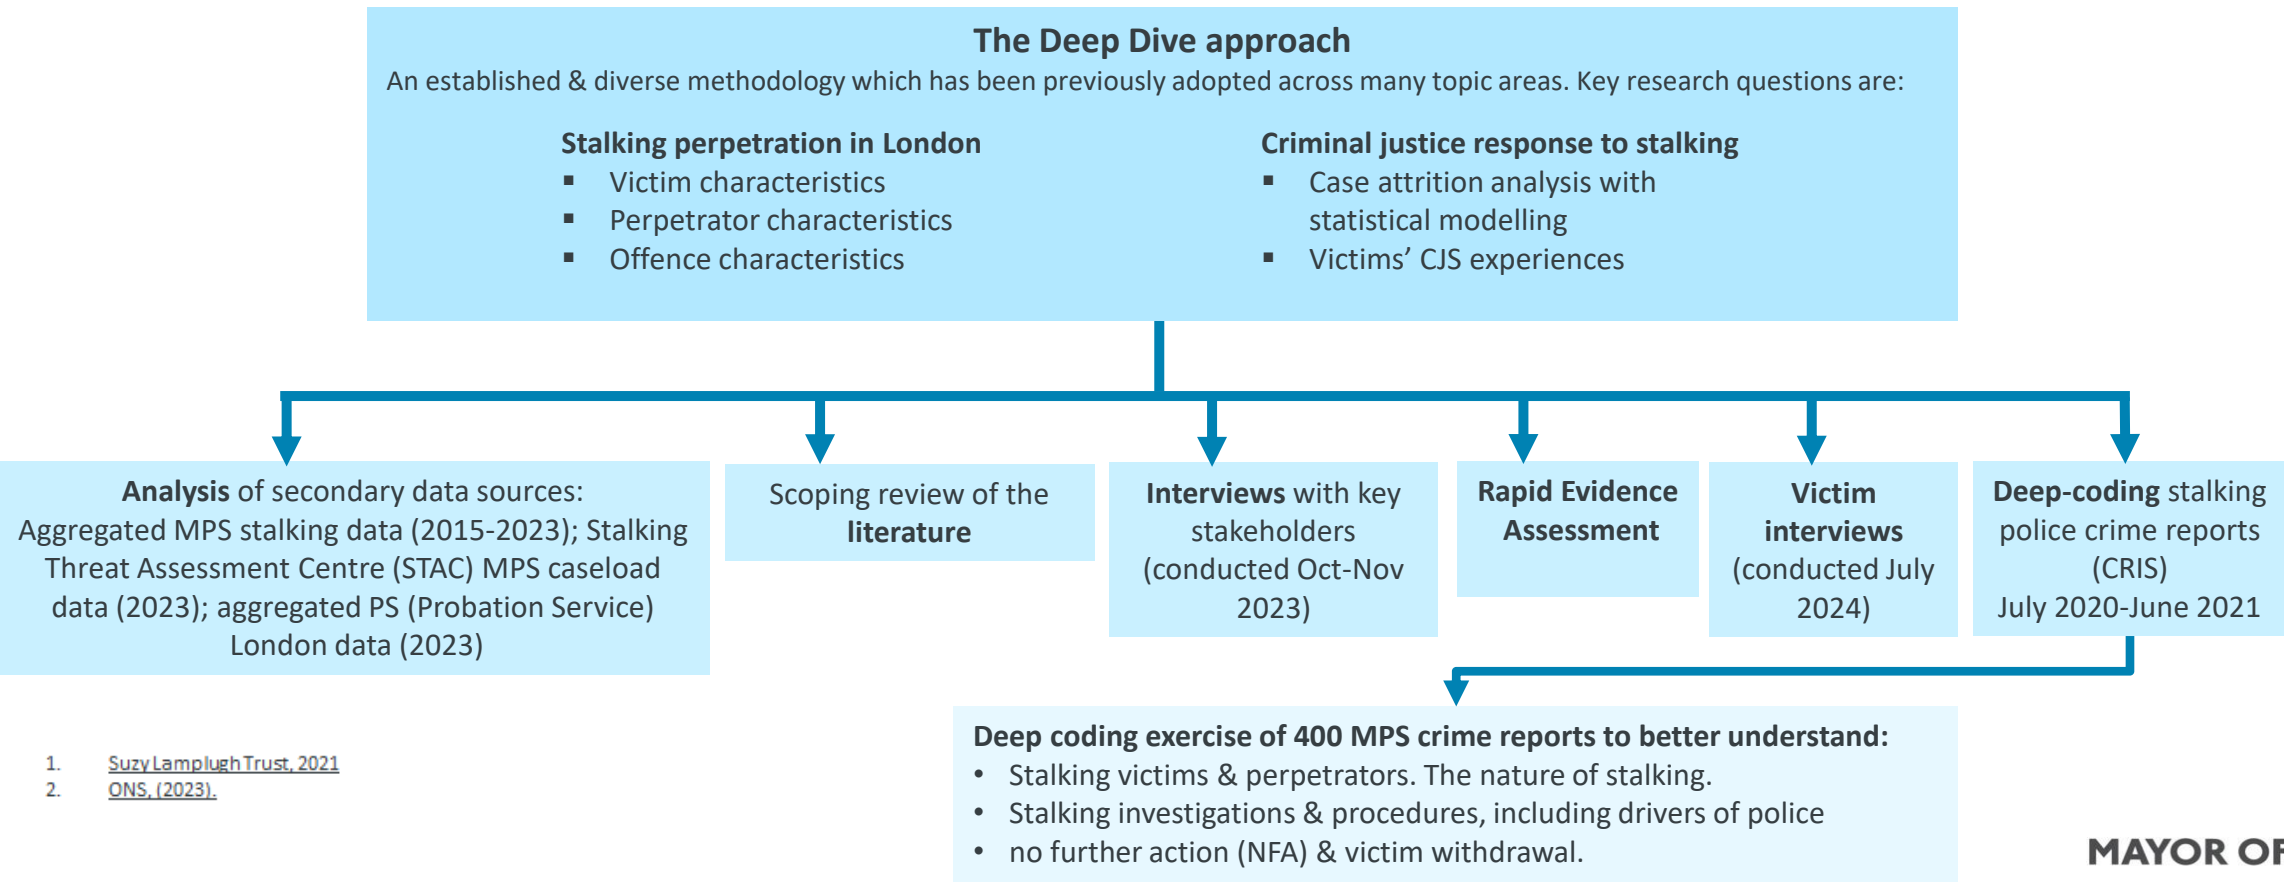 The Deep Dive approach
An established & diverse methodology which has been previously adopted across many topic areas. Key research questions are:
Stalking perpetration in London
▪ Victim characteristics
▪ Perpetrator characteristics
▪ Offence characteristics
Criminal justice response to stalking
▪ Case attrition analysis with
statistical modelling
▪ Victims’ CJS experiences
Analysis of secondary data sources:
Aggregated MPS stalking data (2015-2023); Stalking
Threat Assessment Centre (STAC) MPS caseload
data (2023); aggregated PS (Probation Service)
London data (2023)
Scoping review of the
literature
Interviews with key
stakeholders
(conducted Oct-Nov
2023)
Rapid Evidence
Assessment
Victim
interviews
(conducted July
2024)
Deep-coding stalking
police crime reports
(CRIS)
July 2020-June 2021
Deep coding exercise of 400 MPS crime reports to better understand:
• Stalking victims & perpetrators. The nature of stalking.
• Stalking investigations & procedures, including drivers of police
• no further action (NFA) & victim withdrawal.
1. Suzy Lamplugh Trust, 2021
2. ONS, (2023).
MAYOR OF